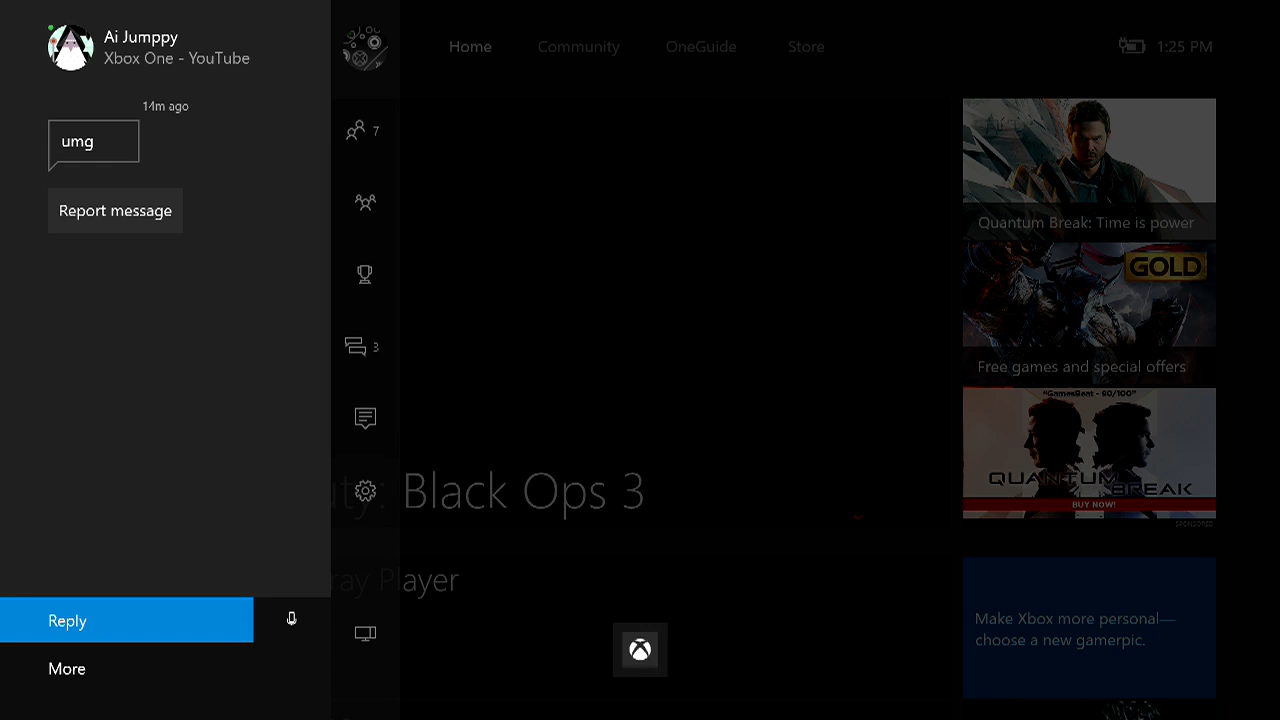 Ai Jumppy
Xbox One - YouTube
14m ago
umg
Report message
Reply
More
7
3
Home
Community
OneGuide
Store
1:25 PM
uty: Black Ops 3
ray Player
Quantum Break: Time is power
GOLD
Free games and special offers
"GamesBeat - 90/100"
QUANTUM
BREAK
BUY NOW!
SPONSORED
Make Xbox more personal—
choose a new gamerpic.